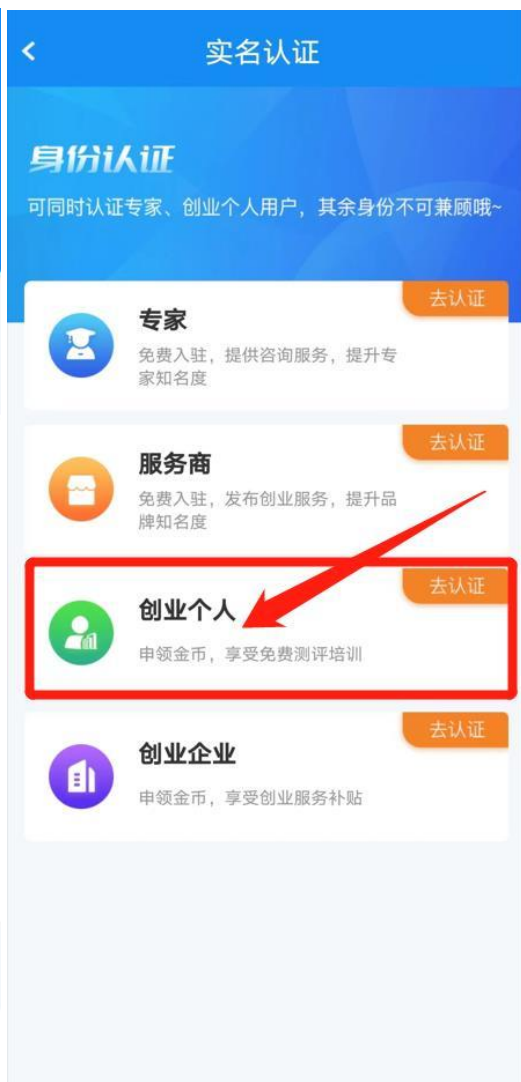 实名认证
身份认证
可同时认证专家、创业个人用户，其余身份不可兼顾哦~
去认证
专家
免费入驻，提供咨询服务，提升专
家知名度
去认证
服务商
免费入驻，发布创业服务，提升品
牌知名度
去认证
创业个人
申领金币，享受免费测评培训
去认证
创业企业
申领金币，享受创业服务补贴